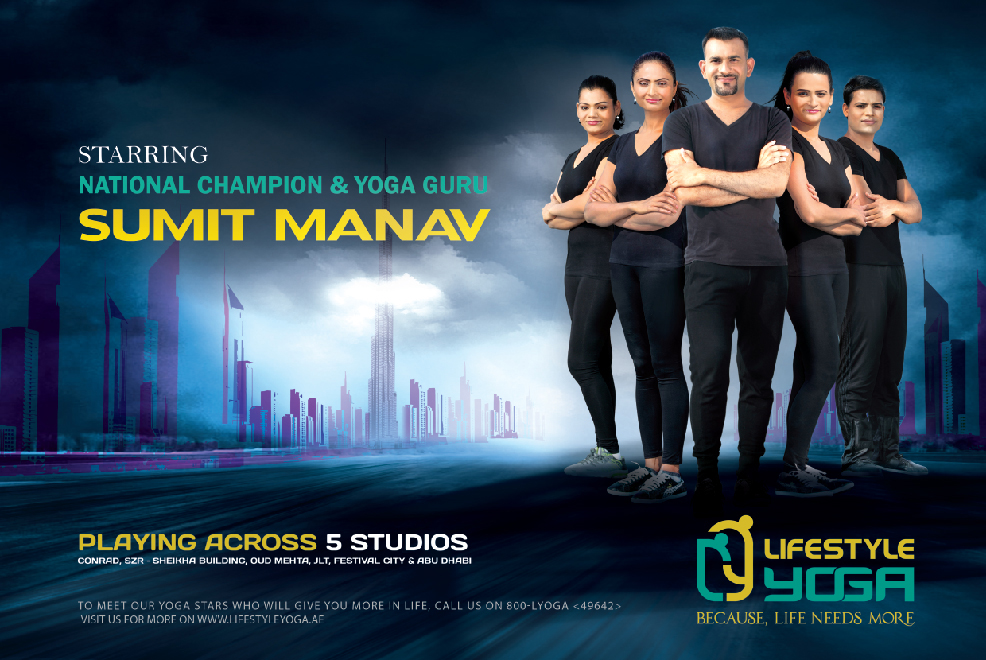 STARRING
NATIONAL CHAMPION & YOGA GURU
SUMIT MANAV
PLAYING ACROSS 5 STUDIOS
CONRAD, SZR - SHEIKHA BUILDING, OUD MEHTA, JLT, FESTIVAL CITY & ABU DHABI
TO MEET OUR YOGA STARS WHO WILL GIVE YOU MORE IN LIFE, CALL US ON 800-LYOGA <49642>
VISIT US FOR MORE ON WWW.LIFESTYLEYOGA.AE
LIFESTYLE
YOGA
BECAUSE, LIFE NEEDS MORE